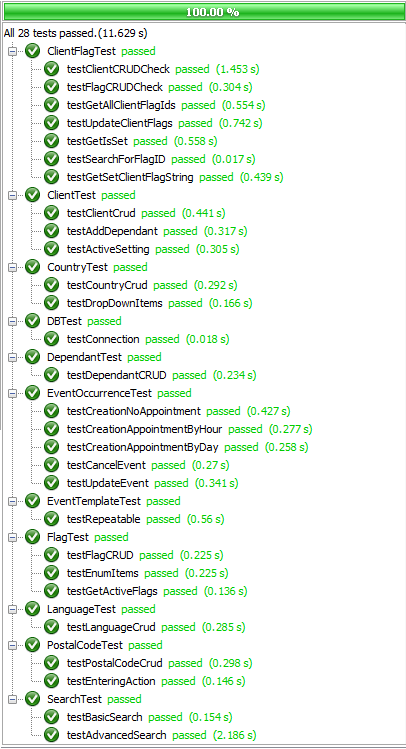 100.00 %
All 28 tests passed.(11.629 s)
ClientFlagTest passed
testClientCRUDCheck passed (1.453 s)
testFlagCRUDCheck passed (0.304 s)
testGetAllClientFlagIds passed (0.554 s)
testUpdateClientFlags passed (0.742 s)
testGetIsSet passed (0.558 s)
testSearchForFlagID passed (0.017 s)
testGetSetClientFlagString passed (0.439 s)
ClientTest passed
testClientCrud passed (0.441 s)
testAddDependant passed (0.317 s)
testActiveSetting passed (0.305 s)
CountryTest passed
testCountryCrud passed (0.292 s)
testDropDownItems passed (0.166 s)
DBTest passed
testConnection passed (0.018 s)
DependantTest passed
testDependantCRUD passed (0.234 s)
EventOccurrenceTest passed
testCreationNoAppointment passed (0.427 s)
testCreationAppointmentByHour passed (0.277 s)
testCreationAppointmentByDay passed (0.258 s)
testCancelEvent passed (0.27 s)
testUpdateEvent passed (0.341 s)
EventTemplateTest passed
testRepeatable passed (0.56 s)
FlagTest passed
testFlagCRUD passed (0.225 s)
testEnumItems passed (0.225 s)
testGetActiveFlags passed (0.136 s)
LanguageTest passed
testLanguageCrud passed (0.285 s)
PostalCodeTest passed
testPostalCodeCrud passed (0.298 s)
testEnteringAction passed (0.146 s)
SearchTest passed
testBasicSearch passed (0.154 s)
testAdvancedSearch passed (2.186 s)